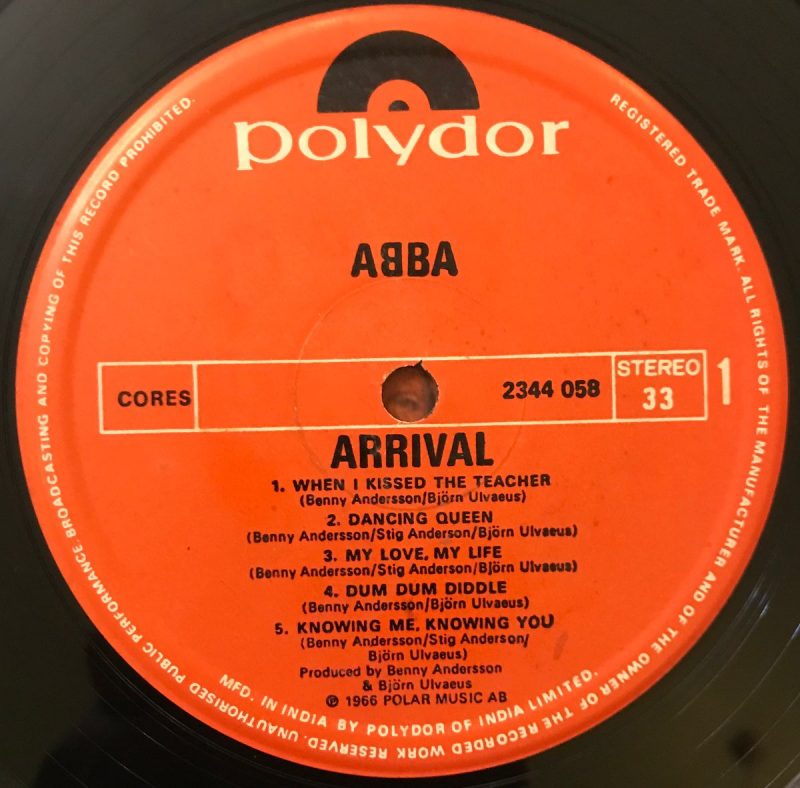 polydor
ABBA
CORES
2344 058
STEREO
33
1
ARRIVAL
1. WHEN I KISSED THE TEACHER
(Benny Andersson/Björn Ulvaeus)
2. DANCING QUEEN
(Benny Andersson/Stig Anderson/Björn Ulvaeus)
3. MY LOVE, MY LIFE
(Benny Andersson/Stig Anderson/Björn Ulvaeus)
4. DUM DUM DIDDLE
(Benny Andersson/Björn Ulvaeus)
5. KNOWING ME, KNOWING YOU
(Benny Andersson/Stig Anderson/
Björn Ulvaeus)
Produced by Benny Andersson
& Björn Ulvaeus
℗ 1966 POLAR MUSIC AB
MFD. IN INDIA BY POLYDOR OF INDIA LIMITED.
REGISTERED TRADE MARK. ALL RIGHTS OF THE MANUFACTURER AND OF THE OWNER OF THE RECORDED WORK RESERVED. UNAUTHORISED PUBLIC PERFORMANCE BROADCASTING AND COPYING OF THIS RECORD PROHIBITED.